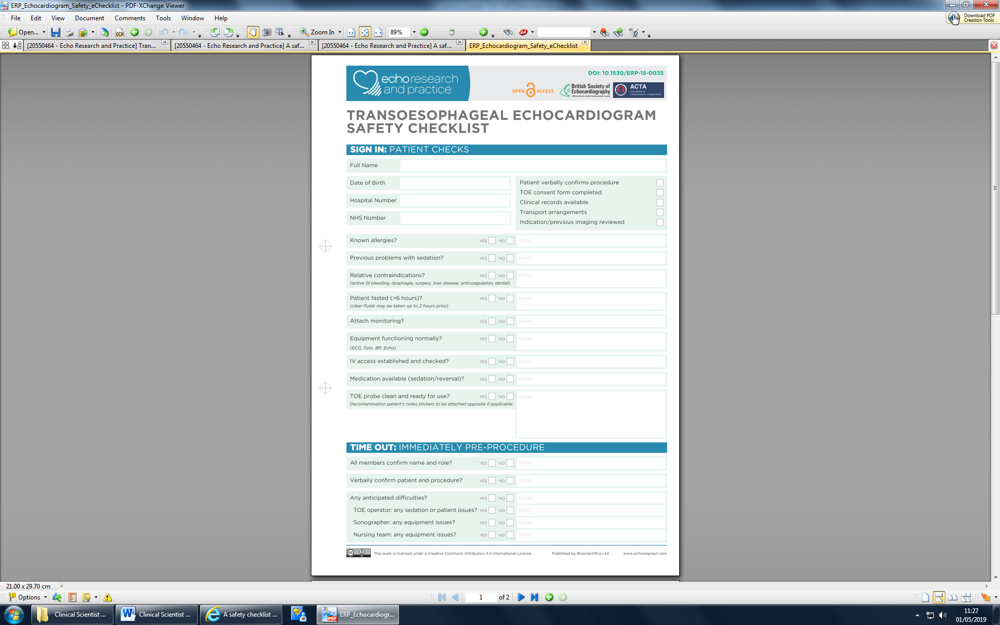 ERP_Echocardiogram_Safety_eChecklist - PDF-XChange Viewer
File Edit View Document Comments Tools Window Help
Download PDF
Creation Tools
Open... OCR Zoom In 89%
[20550464 - Echo Research and Practice] Tran... [20550464 - Echo Research and Practice] A saf... [20550464 - Echo Research and Practice] A saf... ERP_Echocardiogram_Safety_eChecklist
echo research
and practice
DOI: 10.1530/ERP-15-0035
OPEN ACCESS
British Society of
Echocardiography
Affiliated to the British Cardiovascular Society
ACTA
Association of
Cardiothoracic Anaesthetists
TRANSOESOPHAGEAL ECHOCARDIOGRAM
SAFETY CHECKLIST
SIGN IN: PATIENT CHECKS
Full Name
Date of Birth
Hospital Number
NHS Number
Patient verbally confirms procedure
TOE consent form completed
Clinical records available
Transport arrangements
Indication/previous imaging reviewed
Known allergies? YES NO NOTES
Previous problems with sedation? YES NO NOTES
Relative contraindications? YES NO NOTES
(active GI bleeding, dysphagia, surgery, liver disease, anticoagulation, dental)
Patient fasted (>6 hours)? YES NO NOTES
(clear fluids may be taken up to 2 hours prior)
Attach monitoring? YES NO NOTES
Equipment functioning normally? YES NO NOTES
(ECG, Sats, BP, Echo)
IV access established and checked? YES NO NOTES
Medication available (sedation/reversal)? YES NO NOTES
TOE probe clean and ready for use? YES NO NOTES
Decontamination patient's notes stickers to be attached opposite if applicable:
TIME OUT: IMMEDIATELY PRE-PROCEDURE
All members confirm name and role? YES NO NOTES
Verbally confirm patient and procedure? YES NO NOTES
Any anticipated difficulties? YES NO NOTES
TOE operator: any sedation or patient issues? YES NO NOTES
Sonographer: any equipment issues? YES NO NOTES
Nursing team: any equipment issues? YES NO NOTES
cc BY This work is licensed under a Creative Commons Attribution 4.0 International License. Published by Bioscientifica Ltd. www.echorespract.com
21.00 x 29.70 cm
Options 1 of 2
Clinical Scientist ... Clinical Scientist ... A safety checklist ... ERP_Echocardiogr...
11:27
01/05/2019